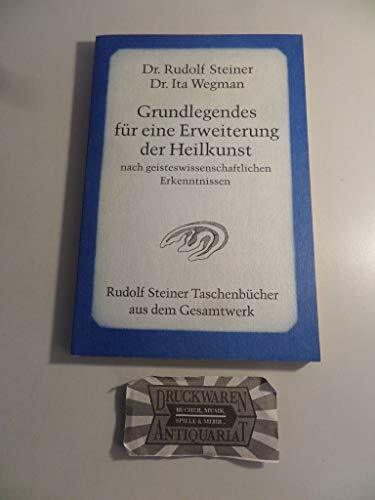 Dr. Rudolf Steiner
Dr. Ita Wegman
Grundlegendes
für eine Erweiterung
der Heilkunst
nach geisteswissenschaftlichen
Erkenntnissen
Rudolf Steiner Taschenbücher
aus dem Gesamtwerk
DRUCKWAREN
BÜCHER, MUSIK,
SPIELE & MEHR...
ANTIQUARIAT